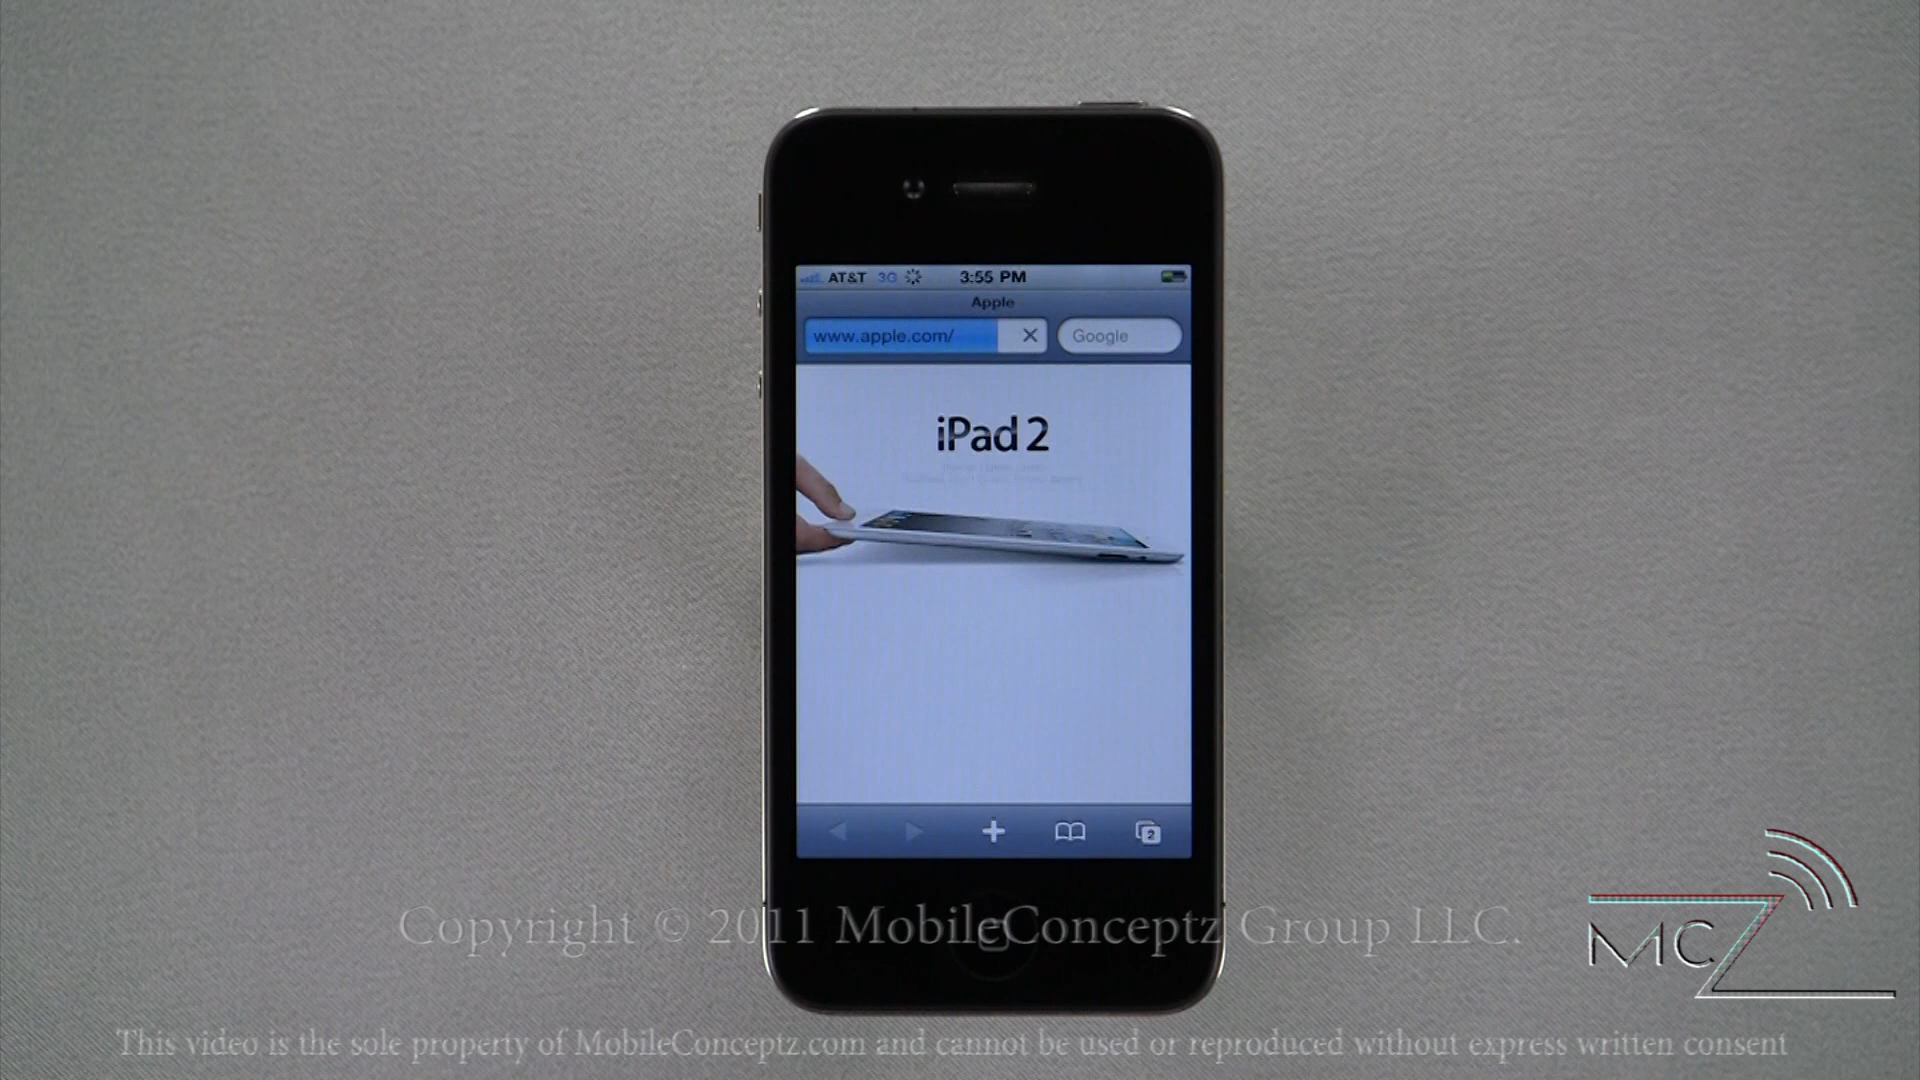 AT&T 3G 3:55 PM
Apple
www.apple.com/ Google
iPad 2
2
Copyright © 2011 MobileConceptz Group LLC.
MCZ
This video is the sole property of MobileConceptz.com and cannot be used or reproduced without express written consent